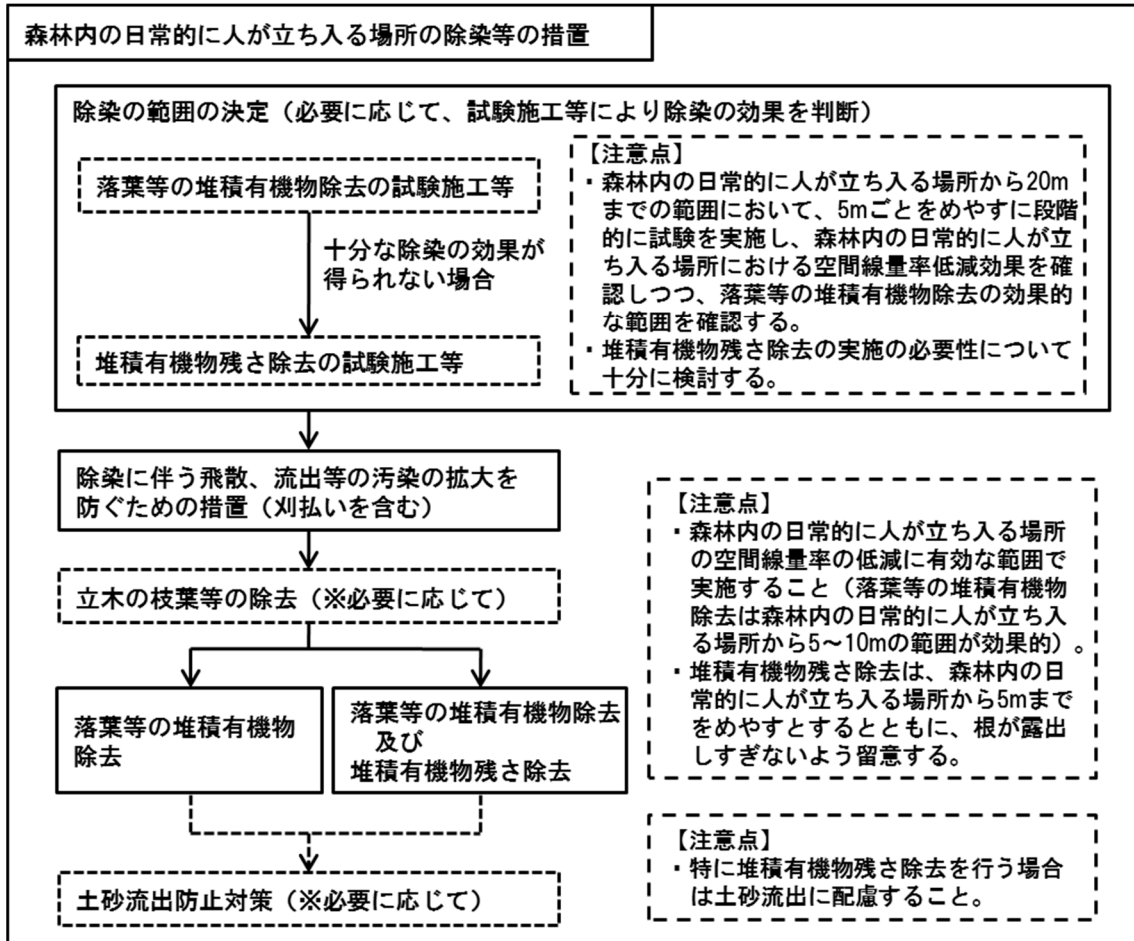 森林内の日常的に人が立ち入る場所の除染等の措置
除染の範囲の決定（必要に応じて、試験施工等により除染の効果を判断）
落葉等の堆積有機物除去の試験施工等
十分な除染の効果が
得られない場合
堆積有機物残さ除去の試験施工等
【注意点】
・森林内の日常的に人が立ち入る場所から20m
までの範囲において、5mごとをめやすに段階
的に試験を実施し、森林内の日常的に人が立
ち入る場所における空間線量率低減効果を確
認しつつ、落葉等の堆積有機物除去の効果的
な範囲を確認する。
・堆積有機物残さ除去の実施の必要性について
十分に検討する。
除染に伴う飛散、流出等の汚染の拡大を
防ぐための措置（刈払いを含む）
立木の枝葉等の除去（※必要に応じて）
落葉等の堆積有機物
除去
落葉等の堆積有機物除去
及び
堆積有機物残さ除去
【注意点】
・森林内の日常的に人が立ち入る場所
の空間線量率の低減に有効な範囲で
実施すること（落葉等の堆積有機物
除去は森林内の日常的に人が立ち入
る場所から5～10mの範囲が効果的）。
・堆積有機物残さ除去は、森林内の日
常的に人が立ち入る場所から5mまで
をめやすとするとともに、根が露出
しすぎないよう留意する。
土砂流出防止対策（※必要に応じて）
【注意点】
・特に堆積有機物残さ除去を行う場合
は土砂流出に配慮すること。